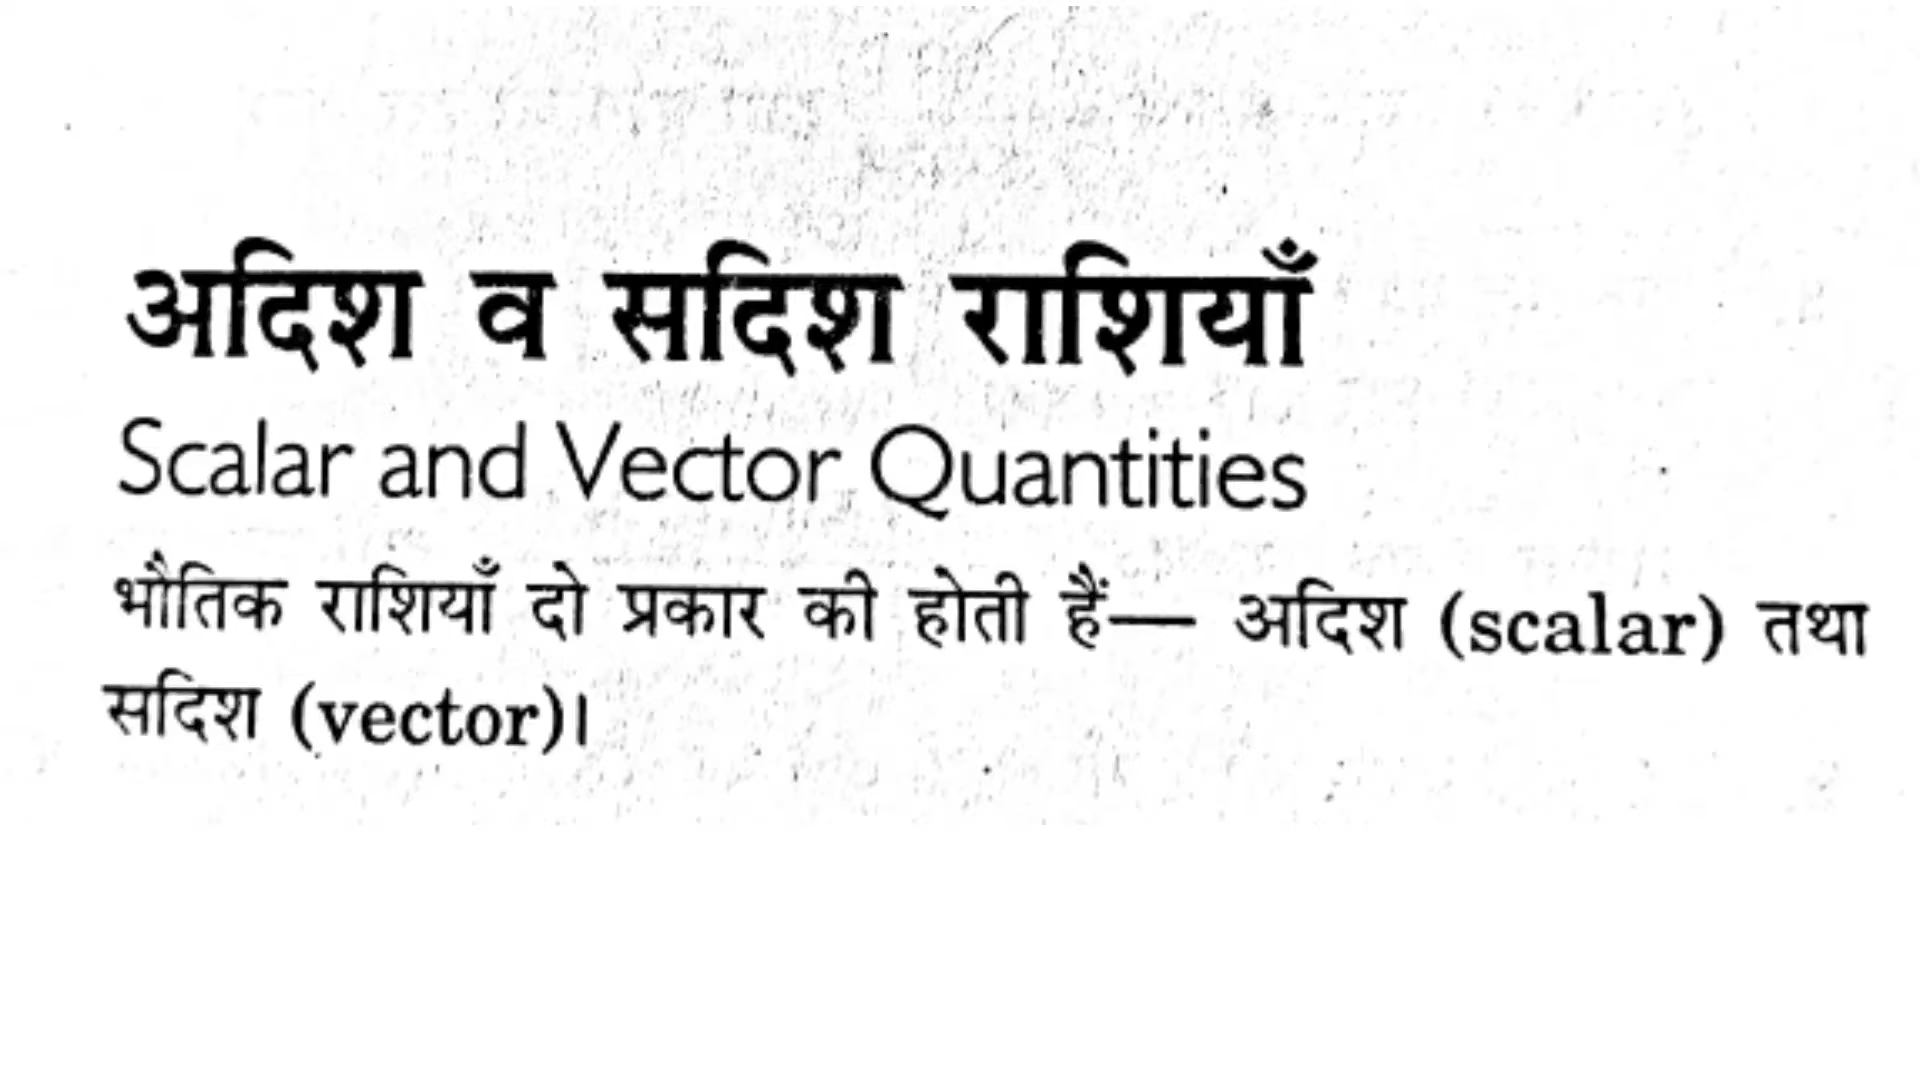 अदिश व सदिश राशियाँ
Scalar and Vector Quantities
भौतिक राशियाँ दो प्रकार की होती हैं— अदिश (scalar) तथा
सदिश (vector)।